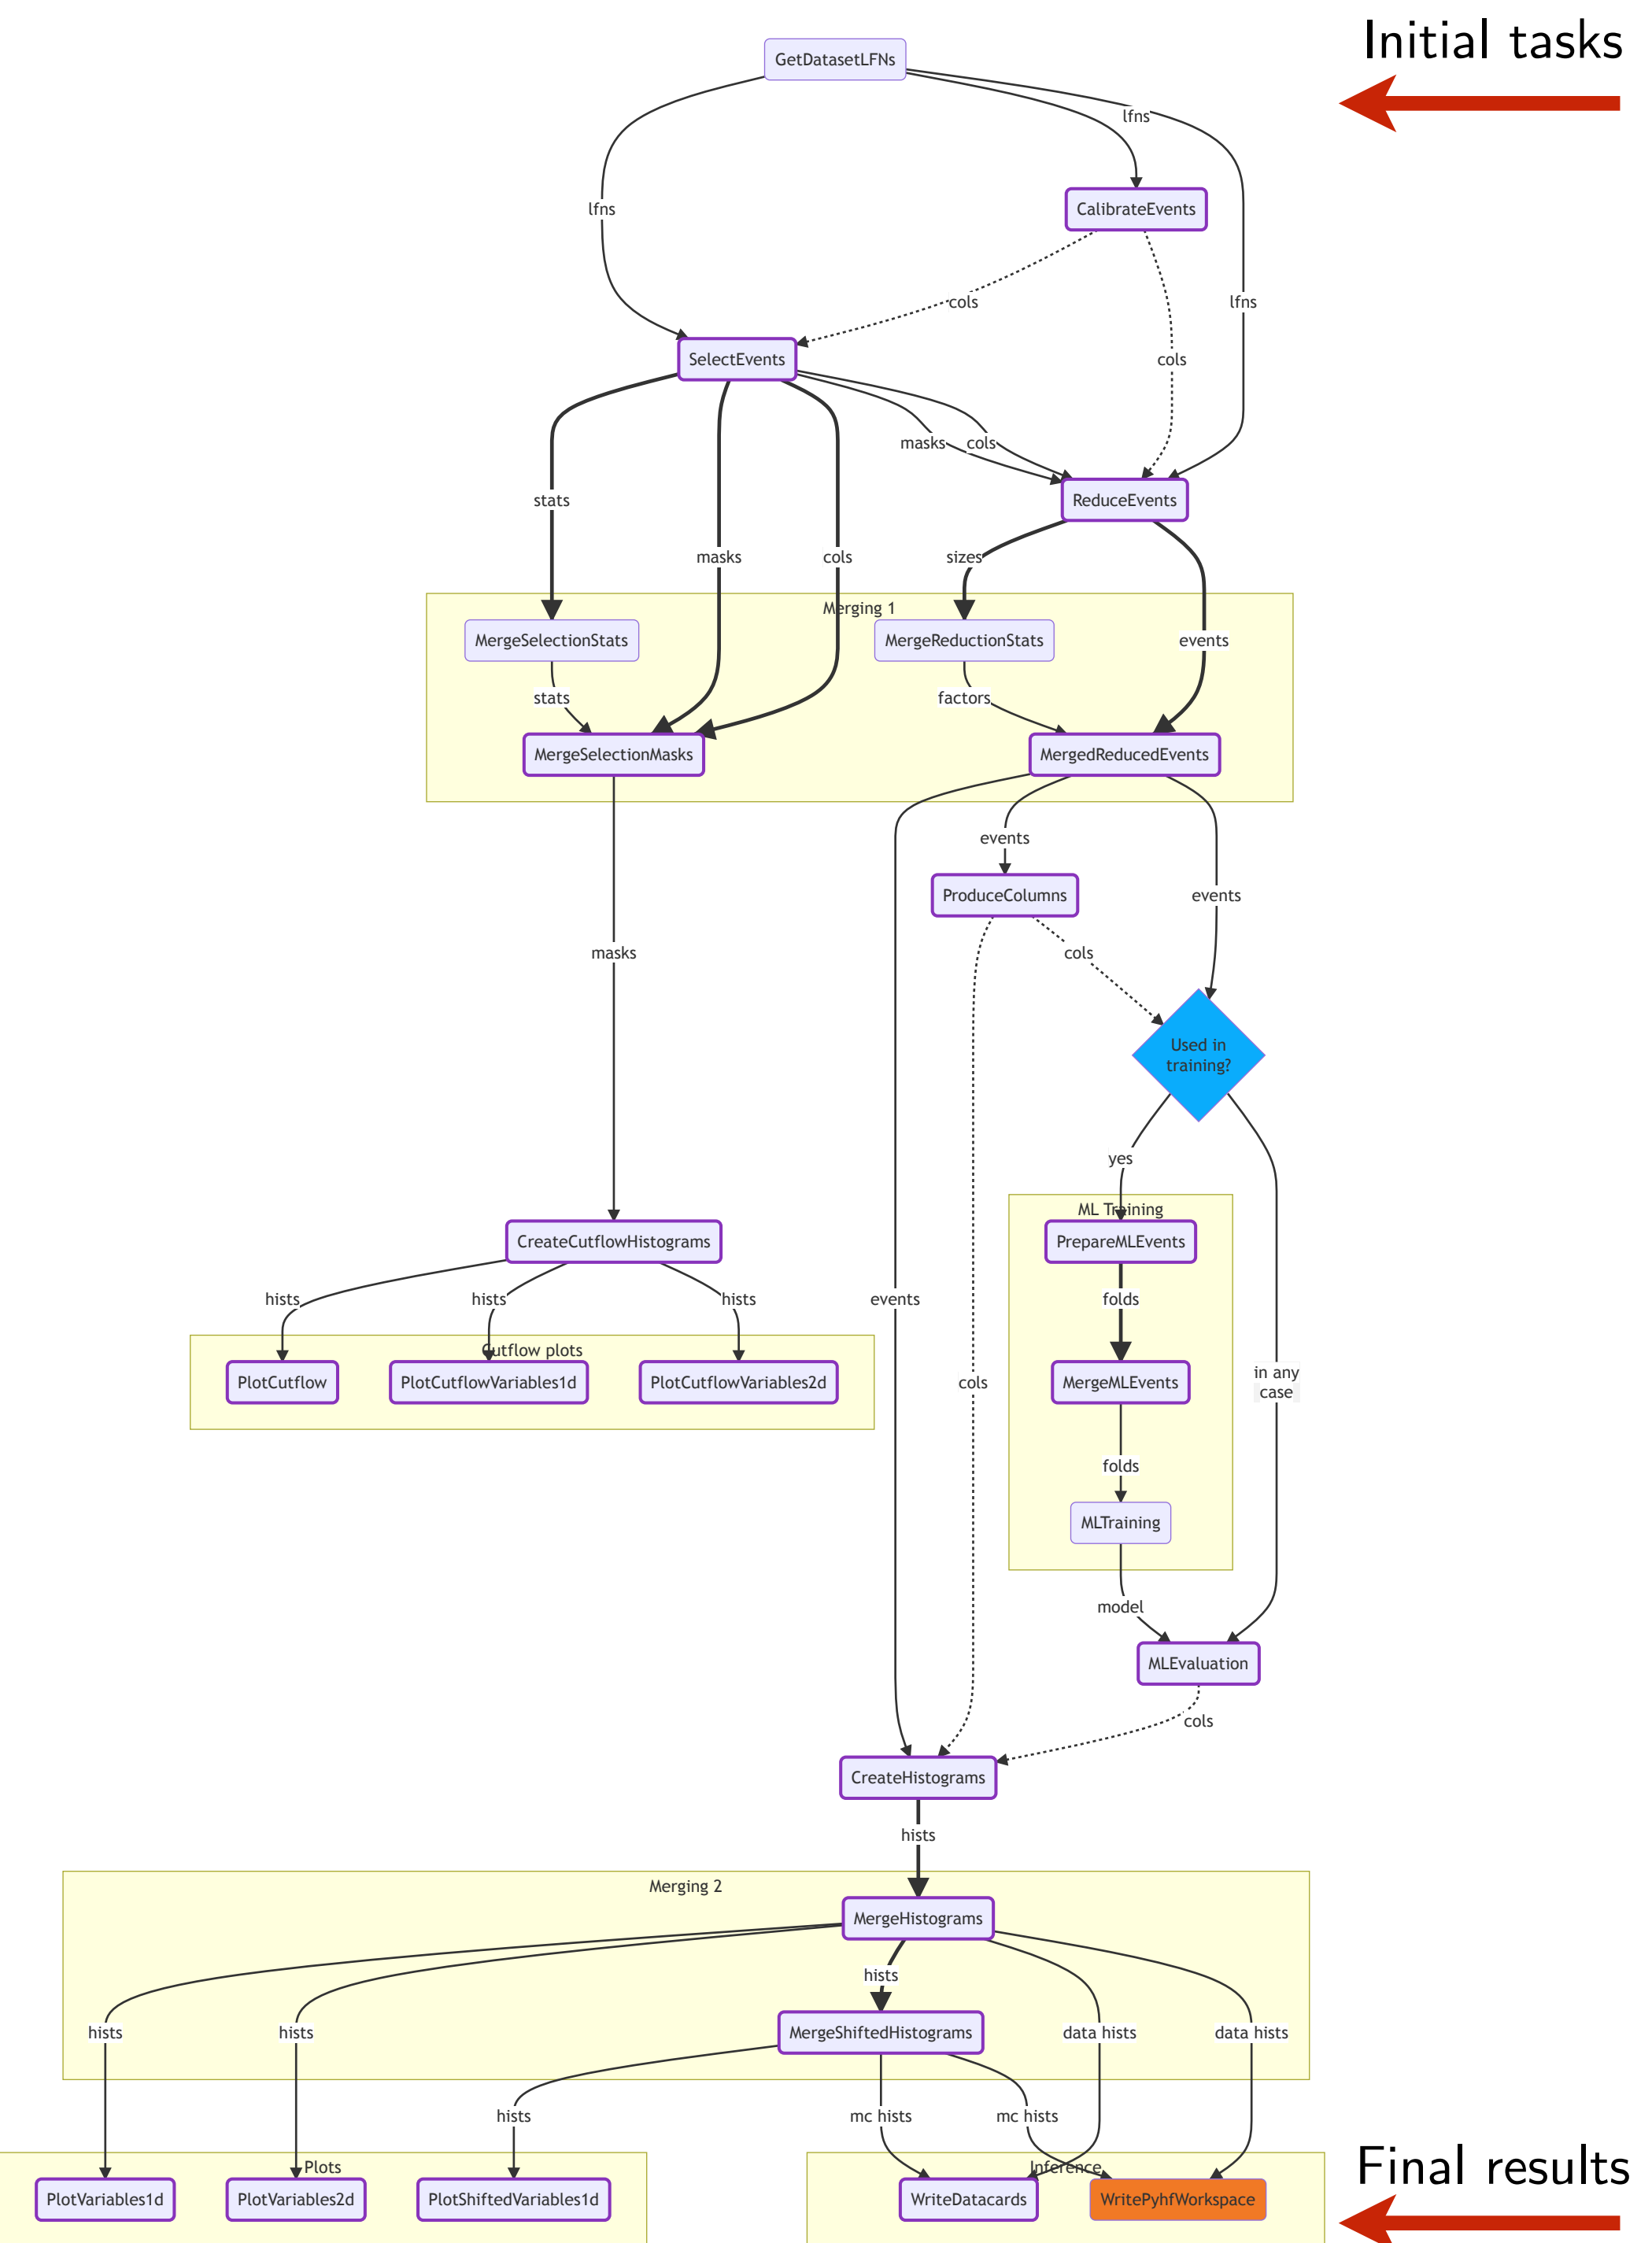 Initial tasks
GetDatasetLFNs
lfns
CalibrateEvents
lfns
cols
lfns
SelectEvents
cols
masks
cols
stats
ReduceEvents
masks
cols
sizes
Merging 1
MergeSelectionStats
MergeReductionStats
events
stats
factors
MergeSelectionMasks
MergedReducedEvents
events
ProduceColumns
events
masks
cols
Used in
training?
yes
ML Training
CreateCutflowHistograms
PrepareMLEvents
hists
hists
hists
events
folds
Cutflow plots
PlotCutflow
PlotCutflowVariables1d
PlotCutflowVariables2d
cols
MergeMLEvents
in any
case
folds
MLTraining
model
MLEvaluation
cols
CreateHistograms
hists
Merging 2
MergeHistograms
hists
hists
hists
MergeShiftedHistograms
data hists
data hists
hists
mc hists
mc hists
Final results
Plots
Inference
PlotVariables1d
PlotVariables2d
PlotShiftedVariables1d
WriteDatacards
WritePyhfWorkspace